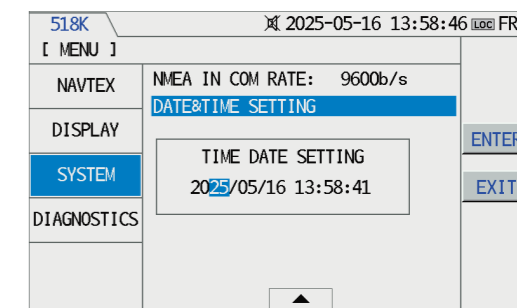 518K 2025-05-16 13:58:46 LOC FR
[ MENU ]
NAVTEX
NMEA IN COM RATE: 9600b/s
DATE&TIME SETTING
DISPLAY
ENTER
TIME DATE SETTING
SYSTEM
2025/05/16 13:58:41
EXIT
DIAGNOSTICS